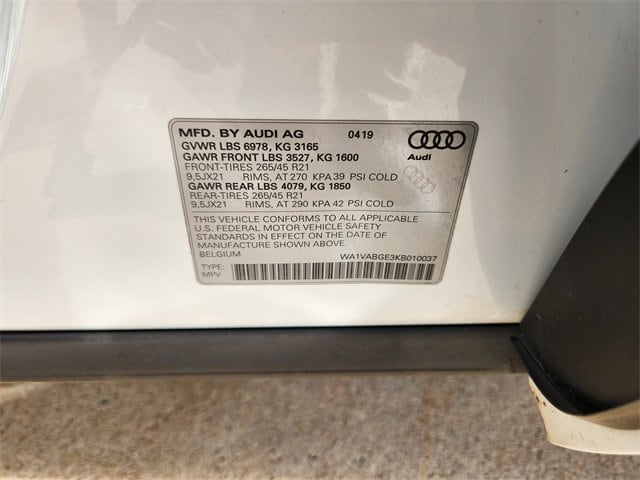 MFD. BY AUDI AG 04 19
GVWR LBS 6978, KG 3165
GAWR FRONT LBS 3527, KG 1600
Audi
FRONT-TIRES 265/45 R21
9,5JX21 RIMS, AT 270 KPA 39 PSI COLD
GAWR REAR LBS 4079, KG 1850
REAR-TIRES 265/45 R21
9,5JX21 RIMS, AT 290 KPA 42 PSI COLD
THIS VEHICLE CONFORMS TO ALL APPLICABLE
U.S. FEDERAL MOTOR VEHICLE SAFETY
STANDARDS IN EFFECT ON THE DATE OF
MANUFACTURE SHOWN ABOVE.
BELGIUM WA1VABGE3KB010037
TYPE:
MPV